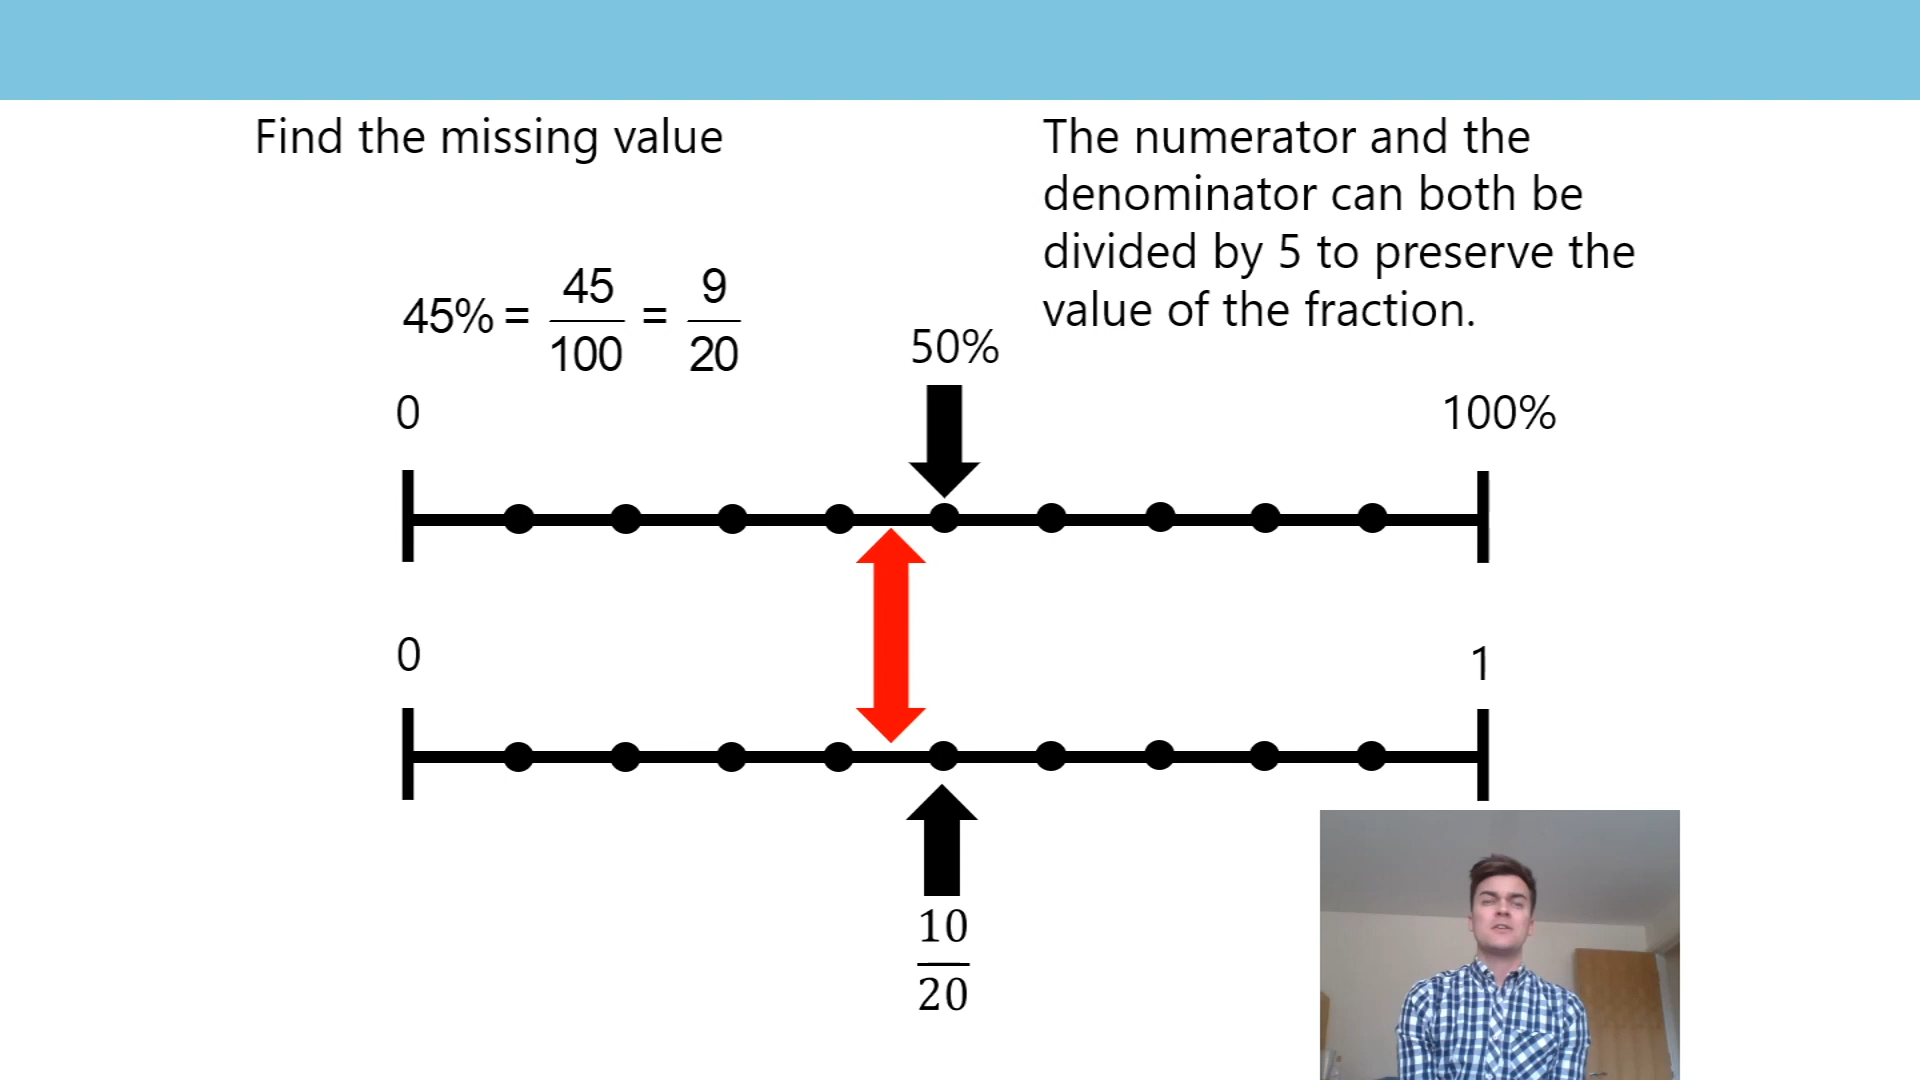 Find the missing value
The numerator and the
denominator can both be
divided by 5 to preserve the
value of the fraction.
45% = 45/100 = 9/20
50%
0
100%
0
1
10/20